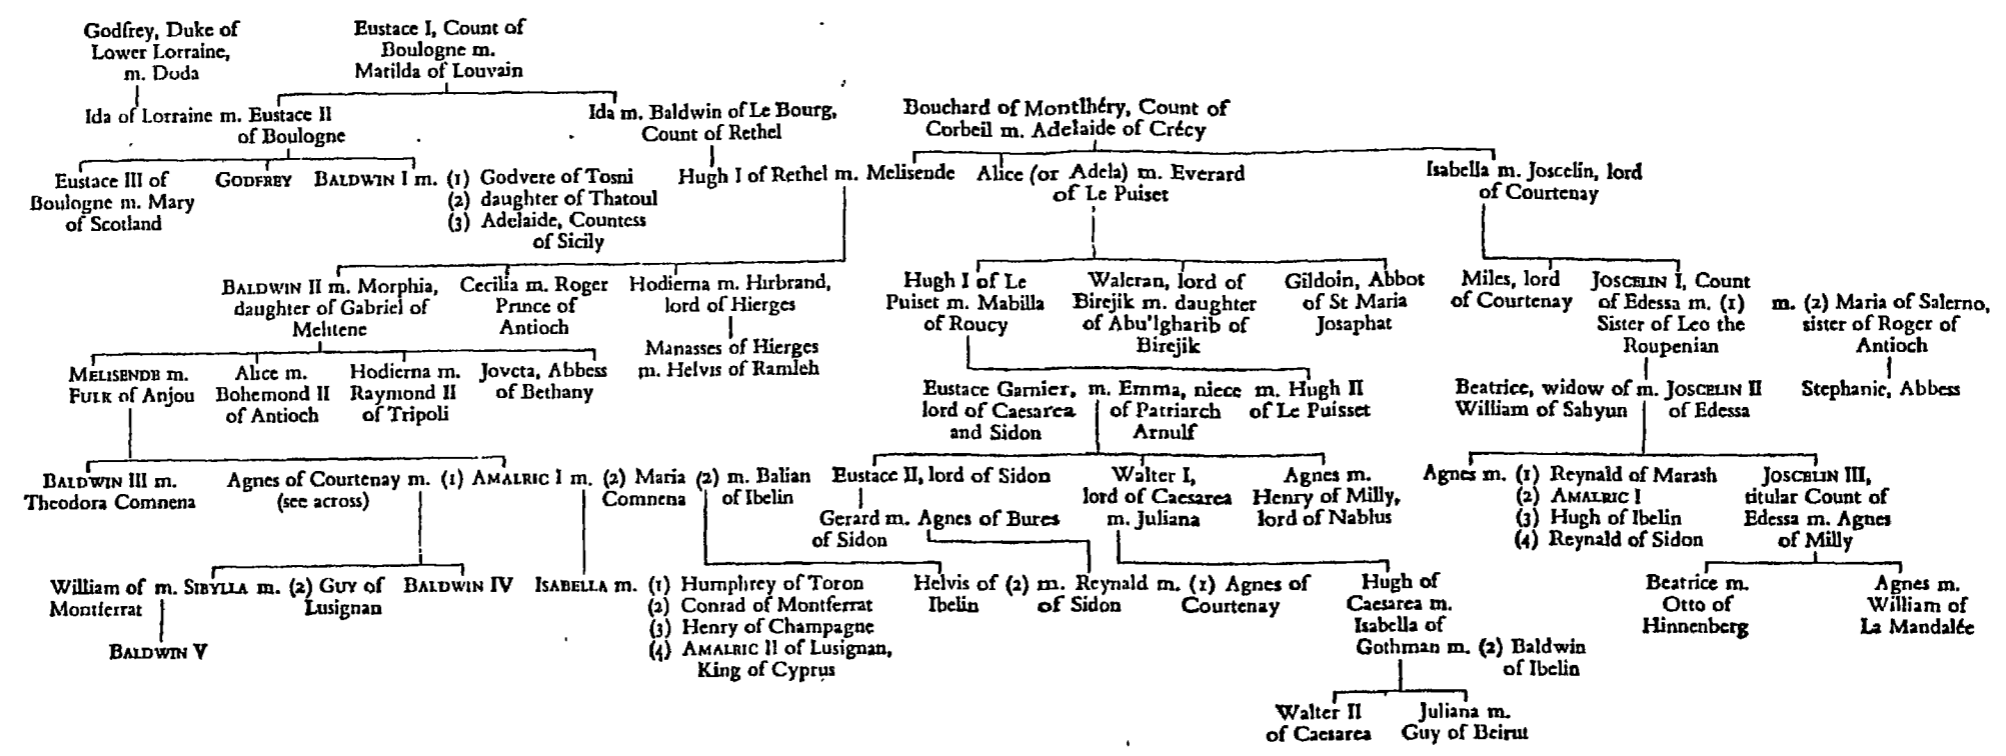 Godfrey, Duke of
Lower Lorraine,
m. Doda
Eustace I, Count of
Boulogne m.
Matilda of Louvain
Ida of Lorraine m. Eustace II
of Boulogne
Ida m. Baldwin of Le Bourg,
Count of Rethel
Bouchard of Montlhéry, Count of
Corbeil m. Adelaide of Crécy
Eustace III of
Boulogne m. Mary
of Scotland
GODFREY
BALDWIN I m. (1) Godvere of Tosni
(2) daughter of Thatoul
(3) Adelaide, Countess
of Sicily
Hugh I of Rethel m. Melisende
Alice (or Adela) m. Everard
of Le Puiset
Isabella m. Joscelin, lord
of Courtenay
BALDWIN II m. Morphia,
daughter of Gabriel of
Melitene
Cecilia m. Roger
Prince of
Antioch
Hodierna m. Hirbrand,
lord of Hierges
Manasses of Hierges
m. Helvis of Ramleh
Hugh I of Le
Puiset m. Mabilla
of Roucy
Waleran, lord of
Birejik m. daughter
of Abu'lgharib of
Birejik
Gildoin, Abbot
of St Maria
Josaphat
Miles, lord
of Courtenay
JOSCELIN I, Count
of Edessa m. (1)
Sister of Leo the
Roupenian
m. (2) Maria of Salerno,
sister of Roger of
Antioch
MELISENDE m.
FULK of Anjou
Alice m.
Bohemond II
of Antioch
Hodierna m.
Raymond II
of Tripoli
Joveta, Abbess
of Bethany
Eustace Garnier,
lord of Caesarea
and Sidon
m. Emma, niece
of Patriarch
Arnulf
m. Hugh II
of Le Puisset
Beatrice, widow of m. JOSCELIN II
William of Sahyun of Edessa
Stephanie, Abbess
BALDWIN III m.
Theodora Comnena
Agnes of Courtenay m. (1) AMALRIC I m. (2) Maria (2) m. Balian
(see across)
Comnena
of Ibelin
Eustace II, lord of Sidon
Gerard m. Agnes of Bures
of Sidon
Walter I,
lord of Caesarea
m. Juliana
Agnes m.
Henry of Milly,
lord of Nablus
Agnes m. (1) Reynald of Marash
(2) AMALRIC I
(3) Hugh of Ibelin
(4) Reynald of Sidon
JOSCELIN III,
titular Count of
Edessa m. Agnes
of Milly
William of m. SIBYLLA m. (2) GUY of
Montferrat
Lusignan
BALDWIN IV
BALDWIN V
ISABELLA m. (1) Humphrey of Toron
(2) Conrad of Montferrat
(3) Henry of Champagne
(4) AMALRIC II of Lusignan,
King of Cyprus
Helvis of (2) m. Reynald m. (1) Agnes of
Ibelin of Sidon Courtenay
Hugh of
Caesarea m.
Isabella of
Gothman m. (2) Baldwin
of Ibelin
Beatrice m.
Otto of
Hinnenberg
Agnes m.
William of
La Mandalée
Walter II
of Caesarea
Juliana m.
Guy of Beirut